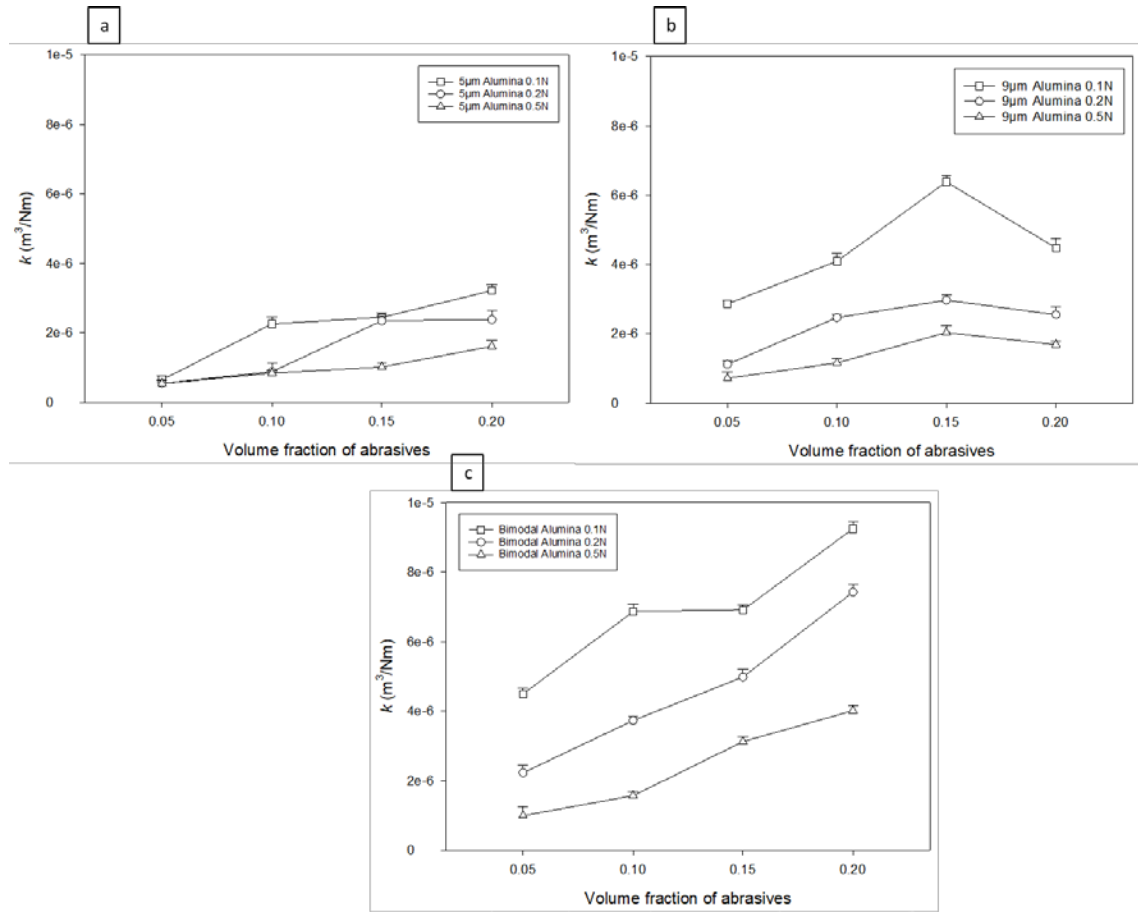 a
1e-5
8e-6
6e-6
4e-6
2e-6
0
k (m³/Nm)
5µm Alumina 0.1N
5µm Alumina 0.2N
5µm Alumina 0.5N
0.05 0.10 0.15 0.20
Volume fraction of abrasives
b
1e-5
8e-6
6e-6
4e-6
2e-6
0
k (m³/Nm)
9µm Alumina 0.1N
9µm Alumina 0.2N
9µm Alumina 0.5N
0.05 0.10 0.15 0.20
Volume fraction of abrasives
c
1e-5
8e-6
6e-6
4e-6
2e-6
0
k (m³/Nm)
Bimodal Alumina 0.1N
Bimodal Alumina 0.2N
Bimodal Alumina 0.5N
0.05 0.10 0.15 0.20
Volume fraction of abrasives